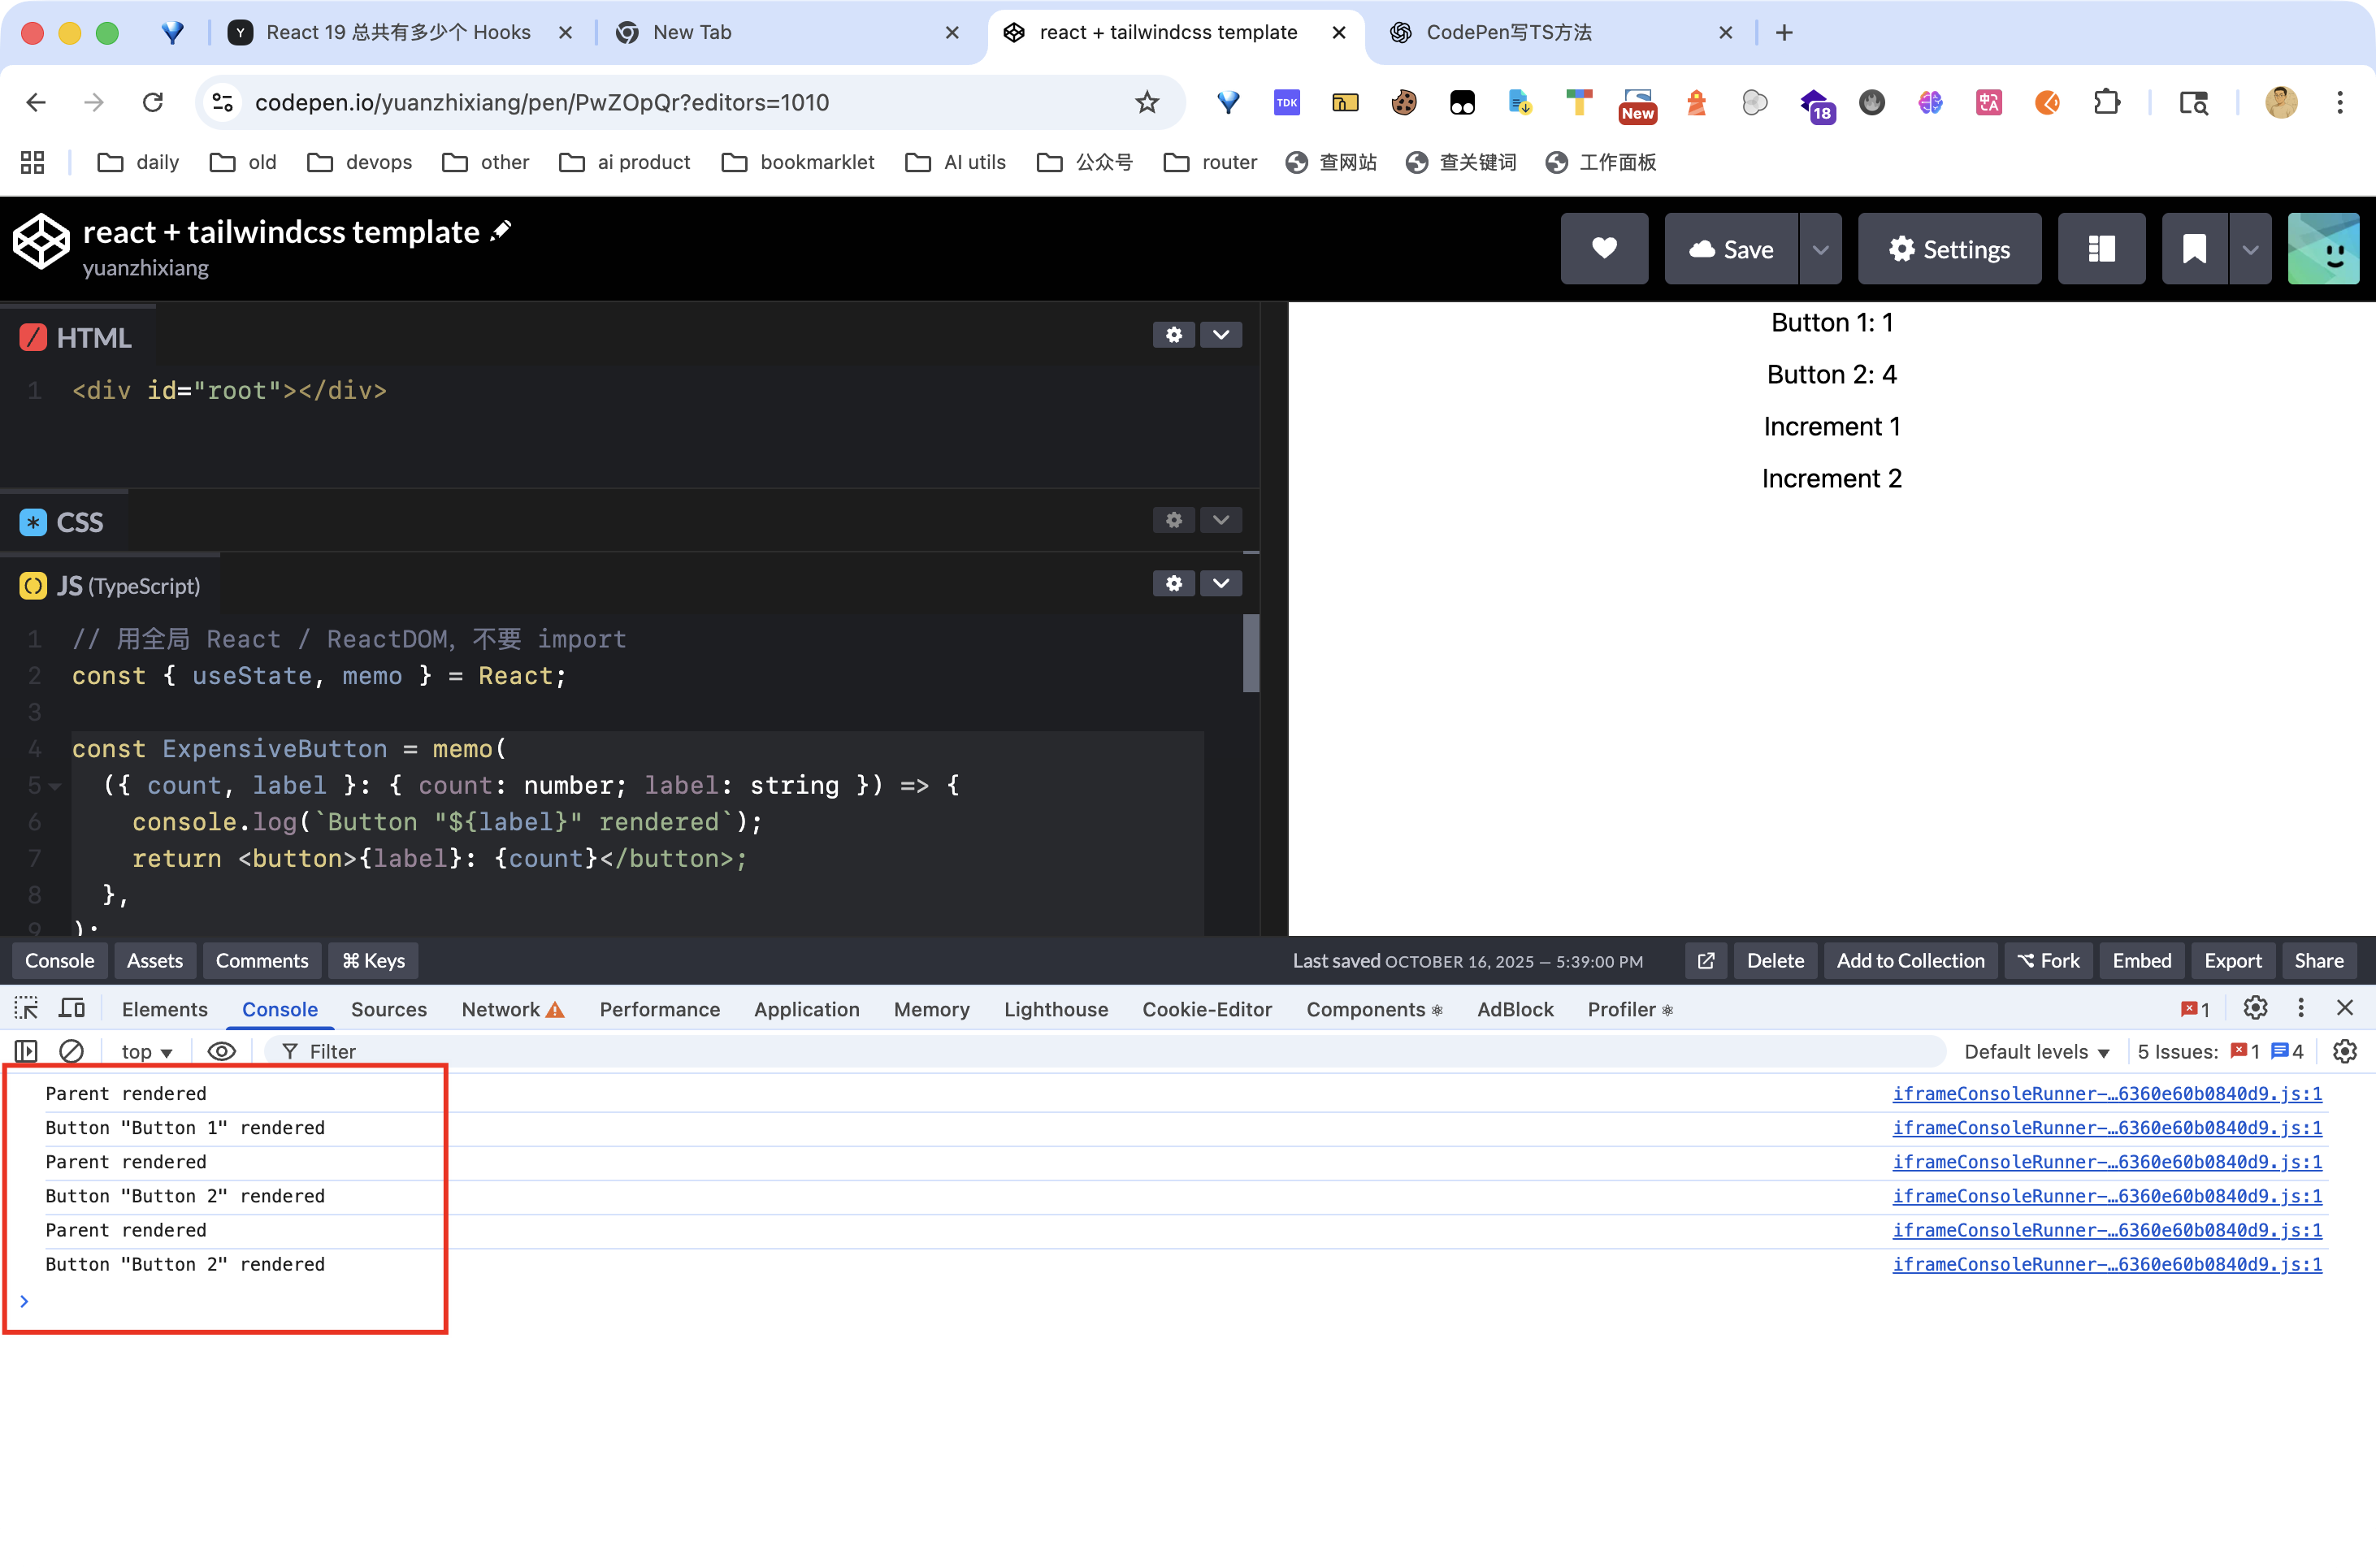 React 19 总共有多少个 Hooks
New Tab
react + tailwindcss template
CodePen写TS方法
codepen.io/yuanzhixiang/pen/PwZOpQr?editors=1010
TDK
New
18
daily
old
devops
other
ai product
bookmarklet
AI utils
公众号
router
查网站
查关键词
工作面板
react + tailwindcss template
yuanzhixiang
Save
Settings
HTML
1 <div id="root"></div>
CSS
JS (TypeScript)
1 // 用全局 React / ReactDOM，不要 import
2 const { useState, memo } = React;
3
4 const ExpensiveButton = memo(
5 ({ count, label }: { count: number; label: string }) => {
6 console.log(`Button "${label}" rendered`);
7 return <button>{label}: {count}</button>;
8 },
9 );
Button 1: 1
Button 2: 4
Increment 1
Increment 2
Console
Assets
Comments
⌘ Keys
Last saved OCTOBER 16, 2025 — 5:39:00 PM
Delete
Add to Collection
Fork
Embed
Export
Share
Elements
Console
Sources
Network
Performance
Application
Memory
Lighthouse
Cookie-Editor
Components ⚛
AdBlock
Profiler ⚛
1
top
Filter
Default levels
5 Issues: 1 4
Parent rendered iframeConsoleRunner-…6360e60b0840d9.js:1
Button "Button 1" rendered iframeConsoleRunner-…6360e60b0840d9.js:1
Parent rendered iframeConsoleRunner-…6360e60b0840d9.js:1
Button "Button 2" rendered iframeConsoleRunner-…6360e60b0840d9.js:1
Parent rendered iframeConsoleRunner-…6360e60b0840d9.js:1
Button "Button 2" rendered iframeConsoleRunner-…6360e60b0840d9.js:1